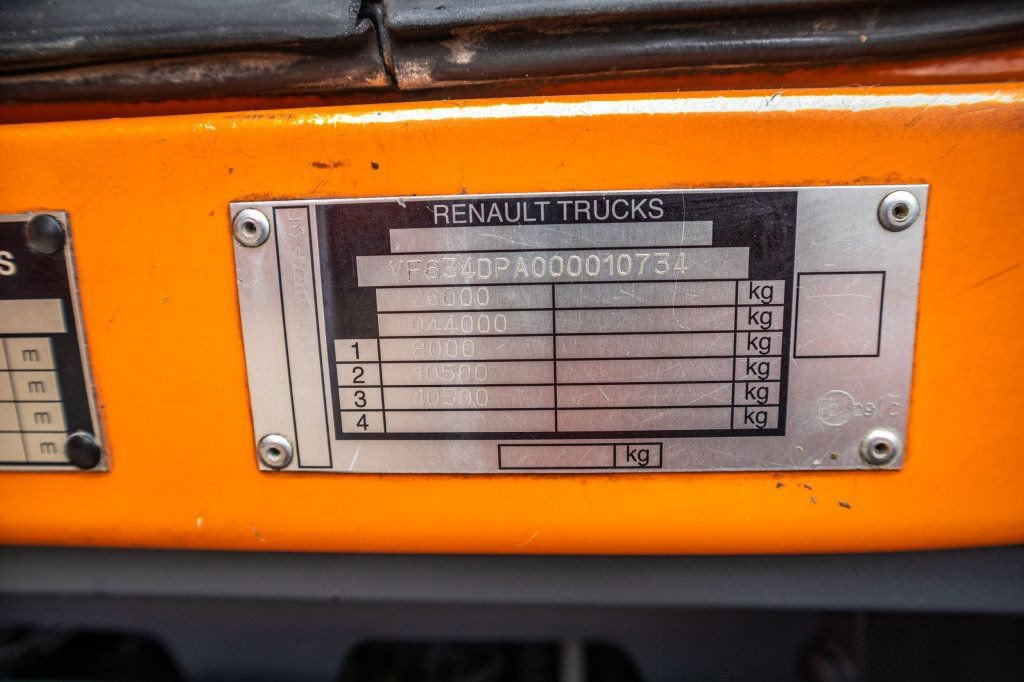 RENAULT TRUCKS
VF634DPA000010734
26000 kg
044000 kg
1 8000 kg
2 10500 kg
3 10500 kg
4 kg
kg
S
m
m
m
m